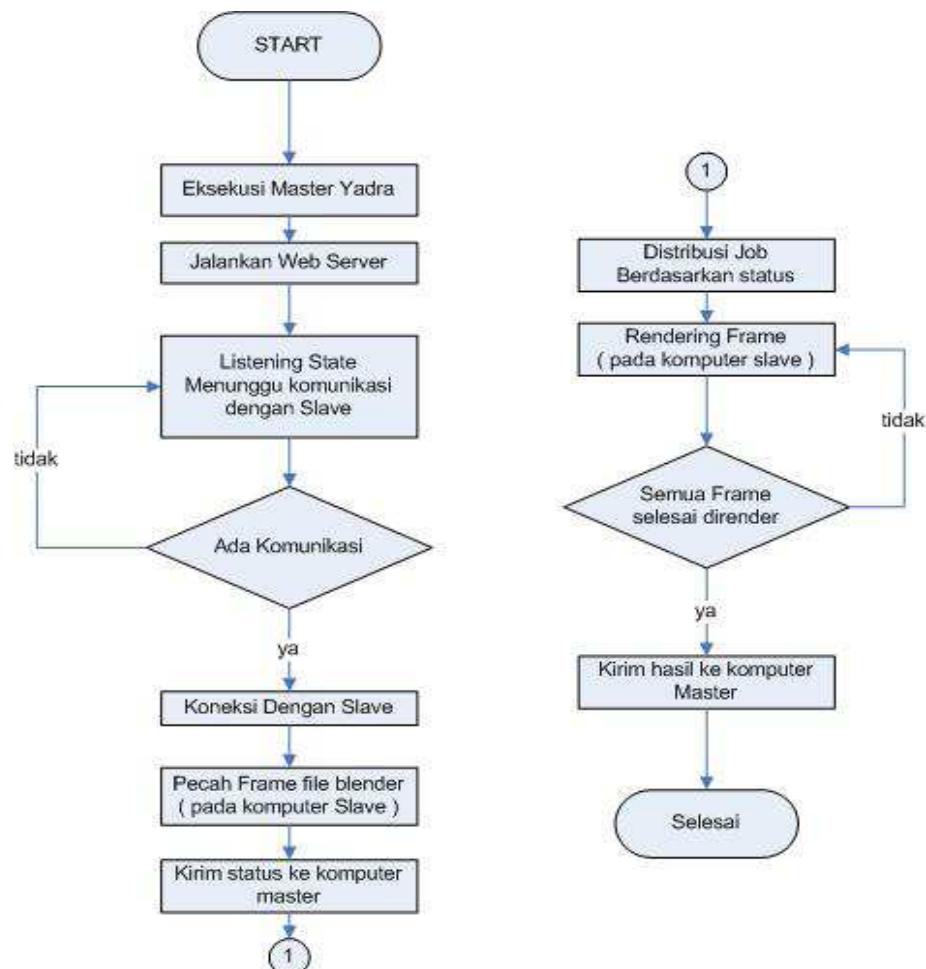 START
Eksekusi Master Yadra
Jalankan Web Server
Listening State
Menunggu komunikasi
dengan Slave
tidak
Ada Komunikasi
ya
Koneksi Dengan Slave
Pecah Frame file blender
( pada komputer Slave )
Kirim status ke komputer
master
1
1
Distribusi Job
Berdasarkan status
Rendering Frame
( pada komputer slave )
tidak
Semua Frame
selesai dirender
ya
Kirim hasil ke komputer
Master
Selesai